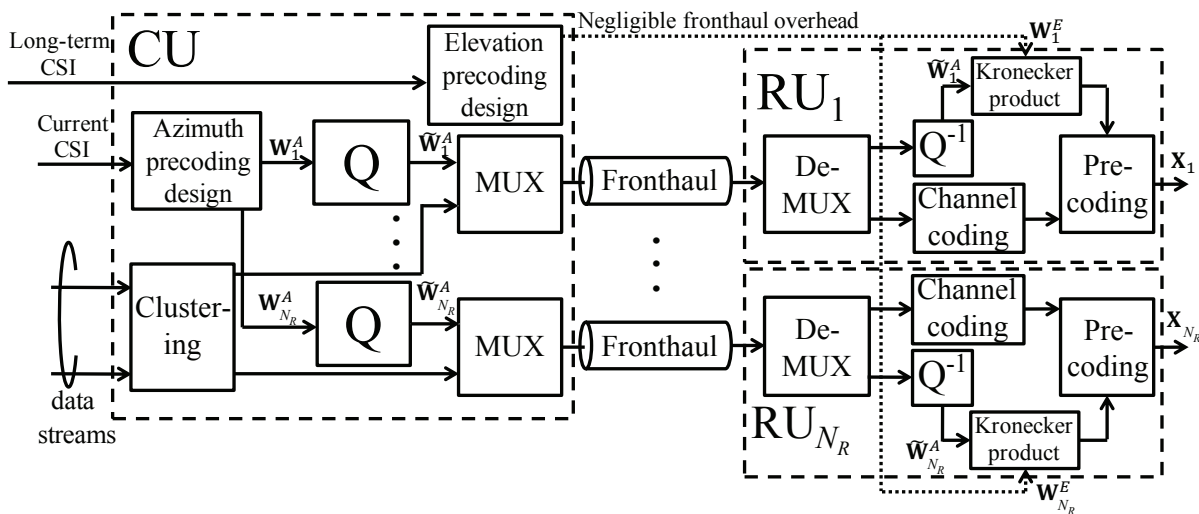 Negligible fronthaul overhead
Long-term
CSI
CU
Elevation
precoding
design
W_1^E
RU_1
W̃_1^A
Kronecker
product
Current
CSI
Azimuth
precoding
design
W_1^A
Q
W̃_1^A
MUX
Fronthaul
De-
MUX
Q^-1
Channel
coding
Pre-
coding
X_1
data
streams
Cluster-
ing
W_{N_R}^A
Q
W̃_{N_R}^A
MUX
Fronthaul
De-
MUX
Channel
coding
Q^-1
Pre-
coding
X_{N_R}
RU_{N_R}
W̃_{N_R}^A
Kronecker
product
W_{N_R}^E